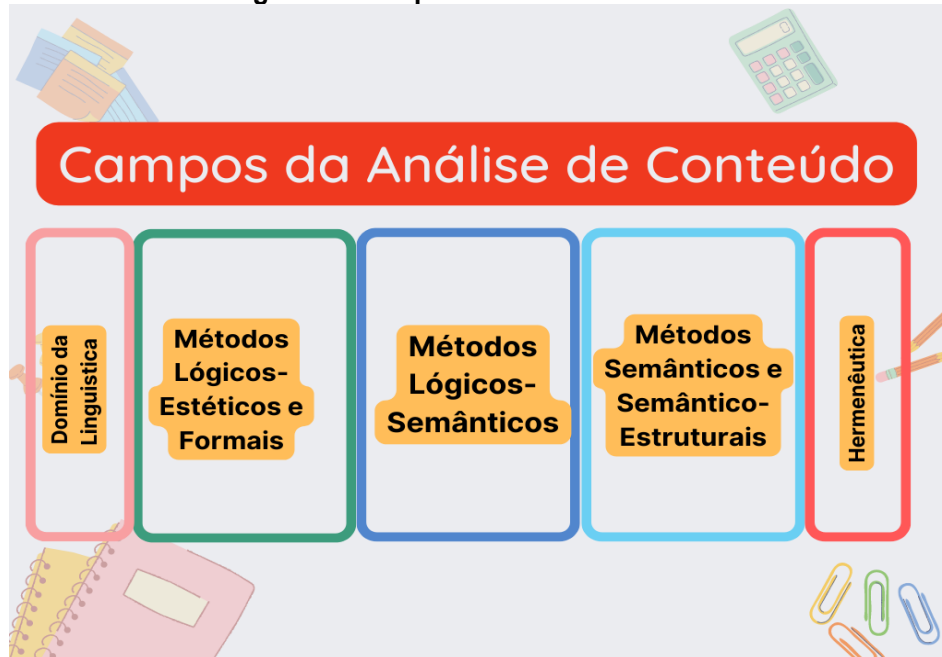 Campos da Análise de Conteúdo
Domínio da
Linguistica
Métodos
Lógicos-
Estéticos e
Formais
Métodos
Lógicos-
Semânticos
Métodos
Semânticos e
Semântico-
Estruturais
Hermenêutica